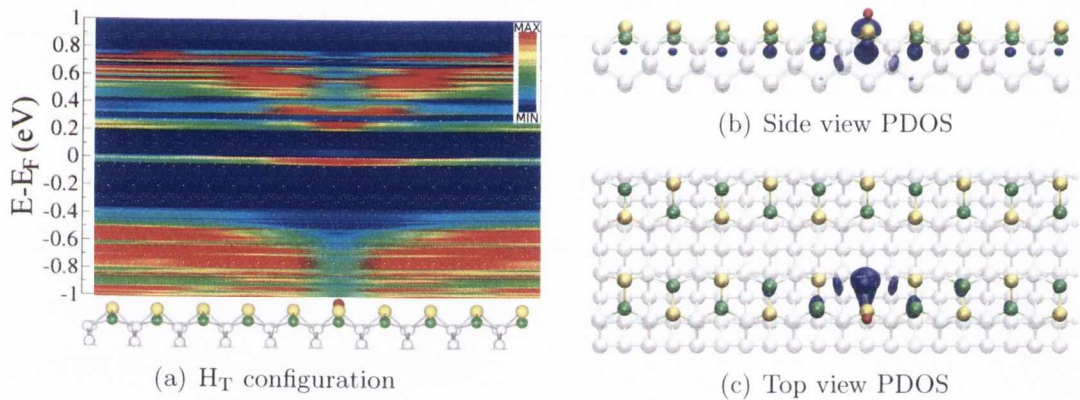 1
0.8
0.6
0.4
0.2
0
-0.2
-0.4
-0.6
-0.8
-1
E-E_F (eV)
MAX
MIN
(a) H_T configuration
(b) Side view PDOS
(c) Top view PDOS